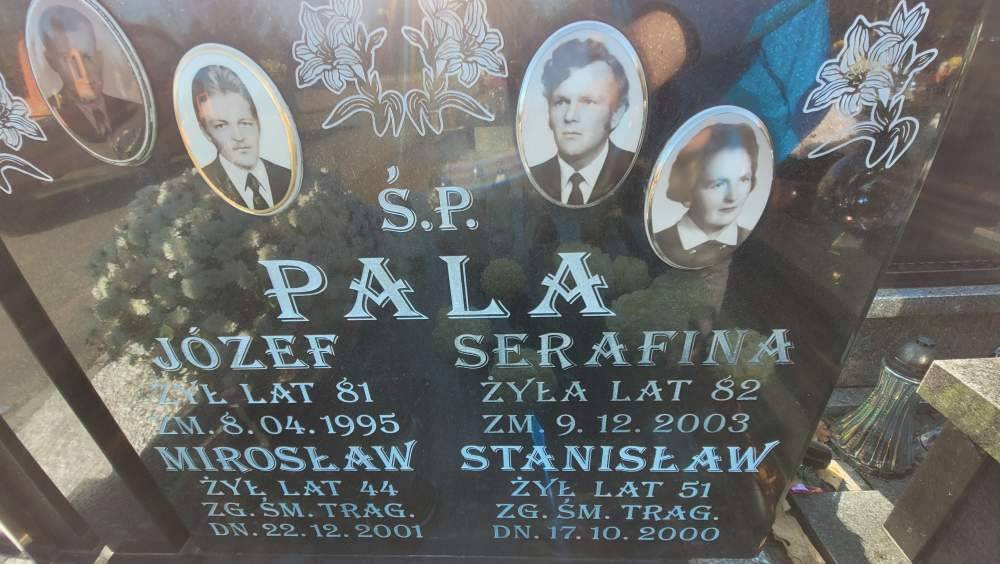 Ś.P.
PALA
JÓZEF SERAFINA
ŻYŁ LAT 81 ŻYŁA LAT 82
ZM. 8.04.1995 ZM. 9.12.2003
MIROSŁAW STANISŁAW
ŻYŁ LAT 44 ŻYŁ LAT 51
ZG. ŚM. TRAG. ZG. ŚM. TRAG.
DN. 22.12.2001 DN. 17.10.2000